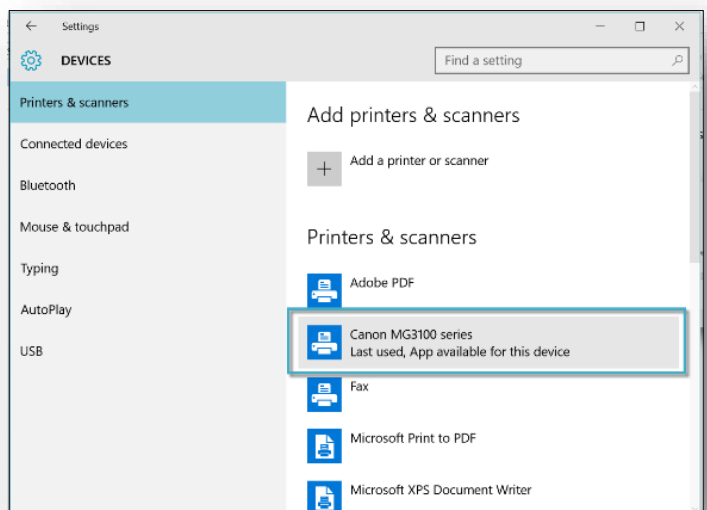 Settings
DEVICES
Find a setting
Printers & scanners
Connected devices
Bluetooth
Mouse & touchpad
Typing
AutoPlay
USB
Add printers & scanners
Add a printer or scanner
Printers & scanners
Adobe PDF
Canon MG3100 series
Last used, App available for this device
Fax
Microsoft Print to PDF
Microsoft XPS Document Writer